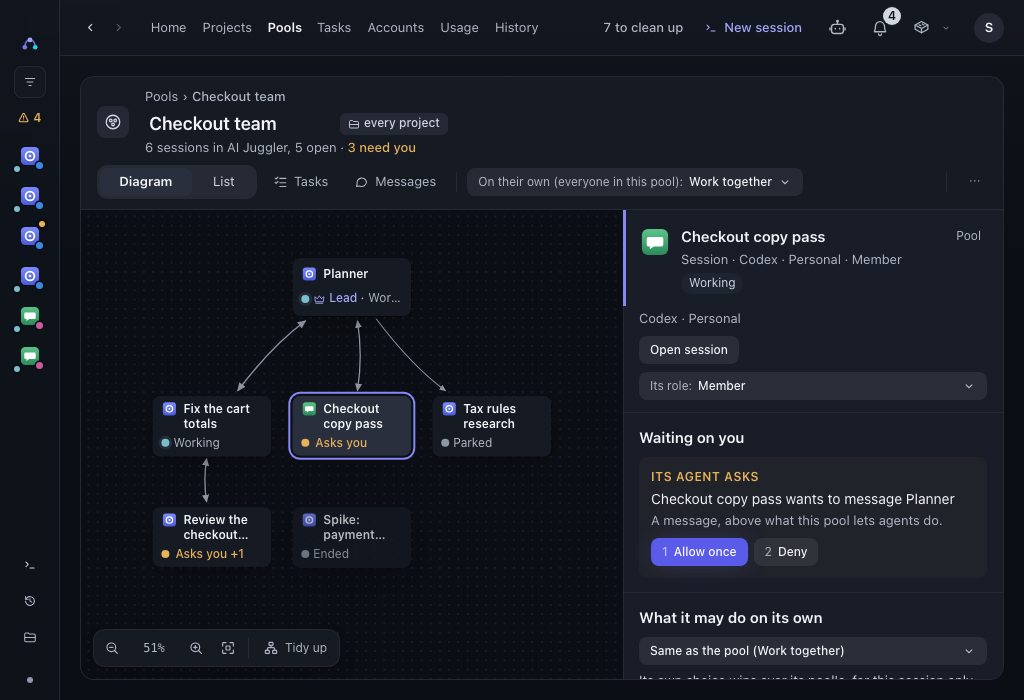 Home Projects Pools Tasks Accounts Usage History 7 to clean up New session 4 S
4
Pools › Checkout team
Checkout team every project
6 sessions in AI Juggler, 5 open · 3 need you
Diagram List Tasks Messages On their own (everyone in this pool): Work together
Planner
Lead · Wor...
Fix the cart totals
Working
Checkout copy pass
Asks you
Tax rules research
Parked
Review the checkout...
Asks you +1
Spike: payment...
Ended
51% Tidy up
Checkout copy pass Pool
Session · Codex · Personal · Member
Working
Codex · Personal
Open session
Its role: Member
Waiting on you
ITS AGENT ASKS
Checkout copy pass wants to message Planner
A message, above what this pool lets agents do.
1 Allow once 2 Deny
What it may do on its own
Same as the pool (Work together)